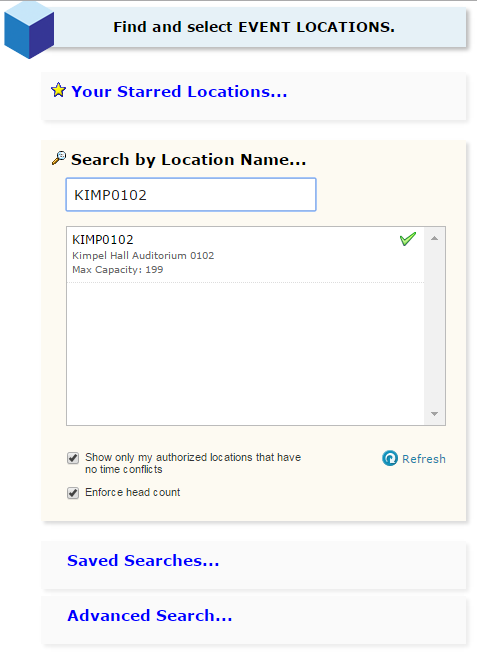 Find and select EVENT LOCATIONS.
Your Starred Locations...
Search by Location Name...
KIMP0102
KIMP0102
Kimpel Hall Auditorium 0102
Max Capacity: 199
Show only my authorized locations that have
no time conflicts
Refresh
Enforce head count
Saved Searches...
Advanced Search...